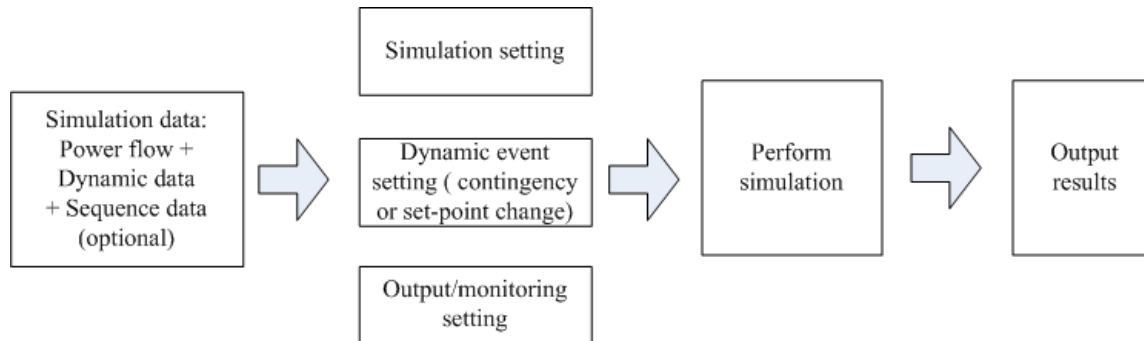 Simulation data:
Power flow +
Dynamic data
+ Sequence data
(optional)
Simulation setting
Dynamic event
setting ( contingency
or set-point change)
Output/monitoring
setting
Perform
simulation
Output
results